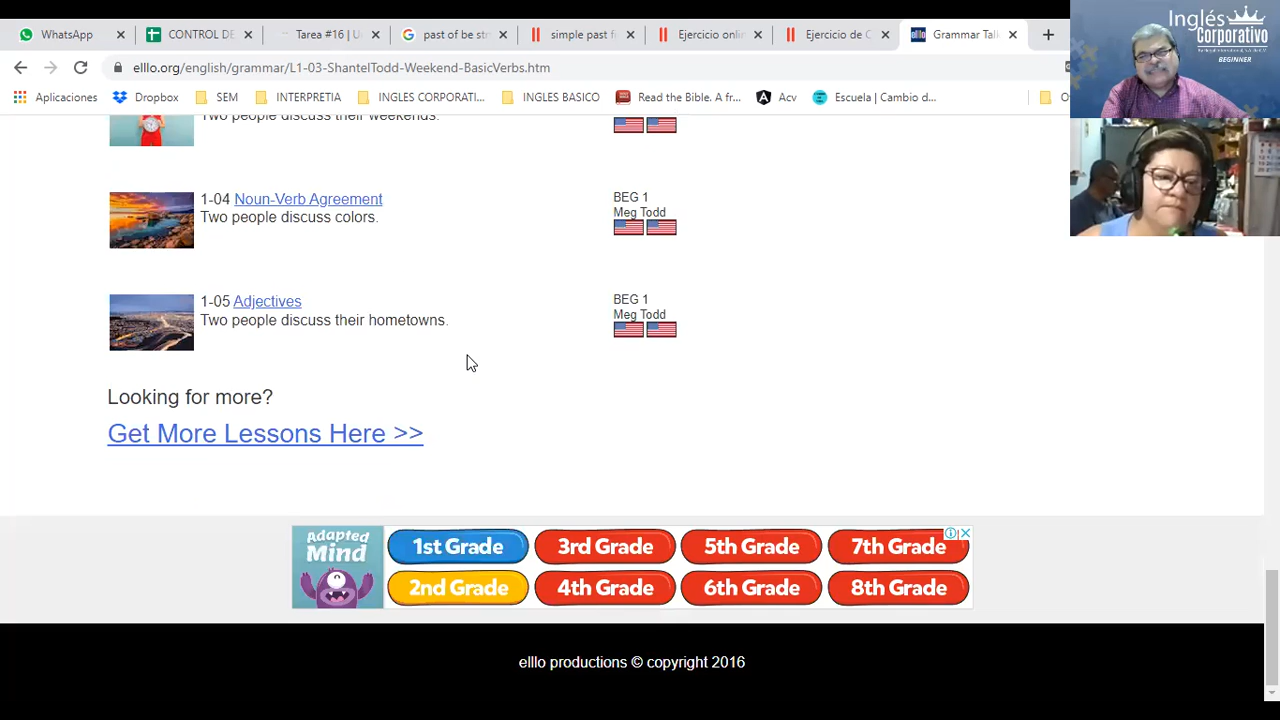 WhatsApp
CONTROL DE
Tarea #16 | U
past of be st
simple past f
Ejercicio onli
Ejercicio de C
Grammar Tal
elllo.org/english/grammar/L1-03-ShantelTodd-Weekend-BasicVerbs.htm
Aplicaciones
Dropbox
SEM
INTERPRETIA
INGLES CORPORATI...
INGLES BASICO
Read the Bible. A fr...
Acv
Escuela | Cambio d...
Inglés
Corporativo
BEGINNER
Two people discuss their weekends.
1-04 Noun-Verb Agreement
Two people discuss colors.
BEG 1
Meg Todd
1-05 Adjectives
Two people discuss their hometowns.
BEG 1
Meg Todd
Looking for more?
Get More Lessons Here >>
Adapted
Mind
1st Grade
3rd Grade
5th Grade
7th Grade
2nd Grade
4th Grade
6th Grade
8th Grade
elllo productions © copyright 2016